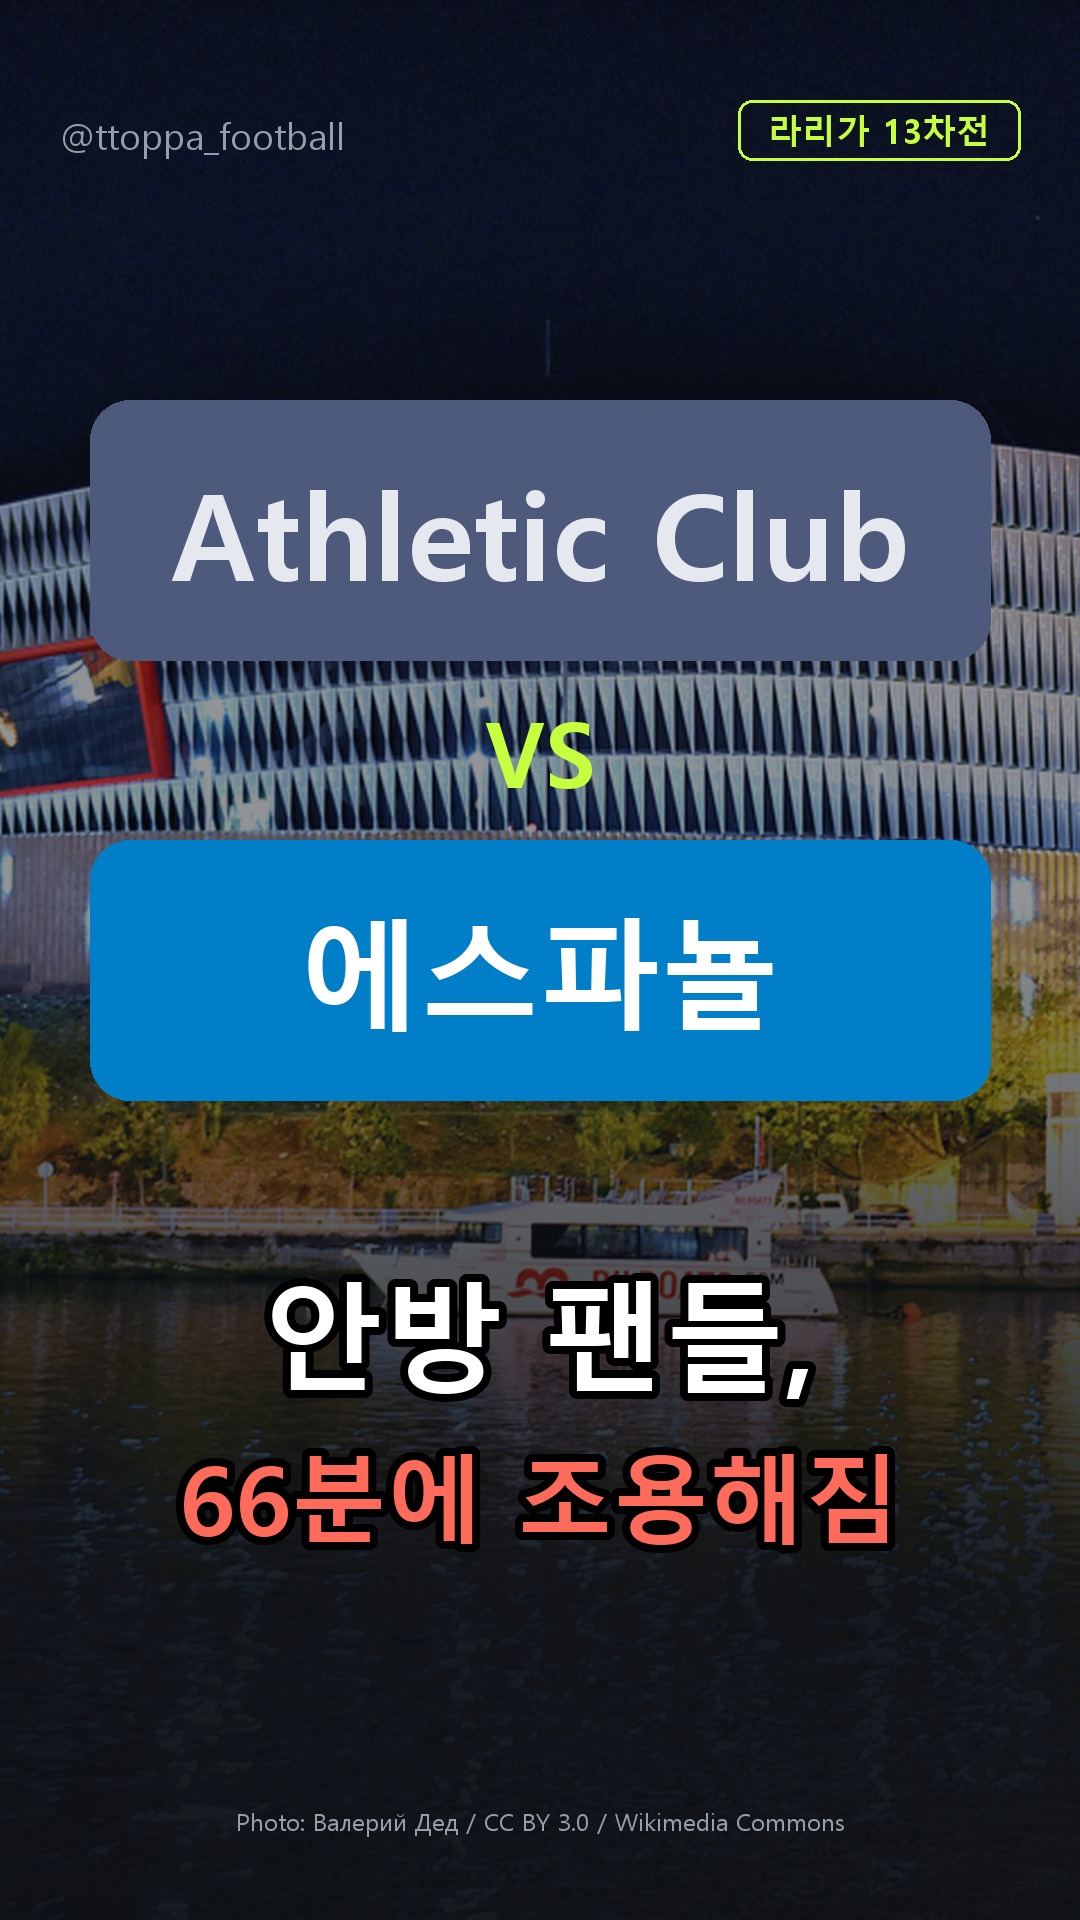 @ttoppa_football
라리가 13차전
Athletic Club
VS
에스파뇰
안방 팬들,
66분에 조용해짐
Photo: Валерий Дед / CC BY 3.0 / Wikimedia Commons